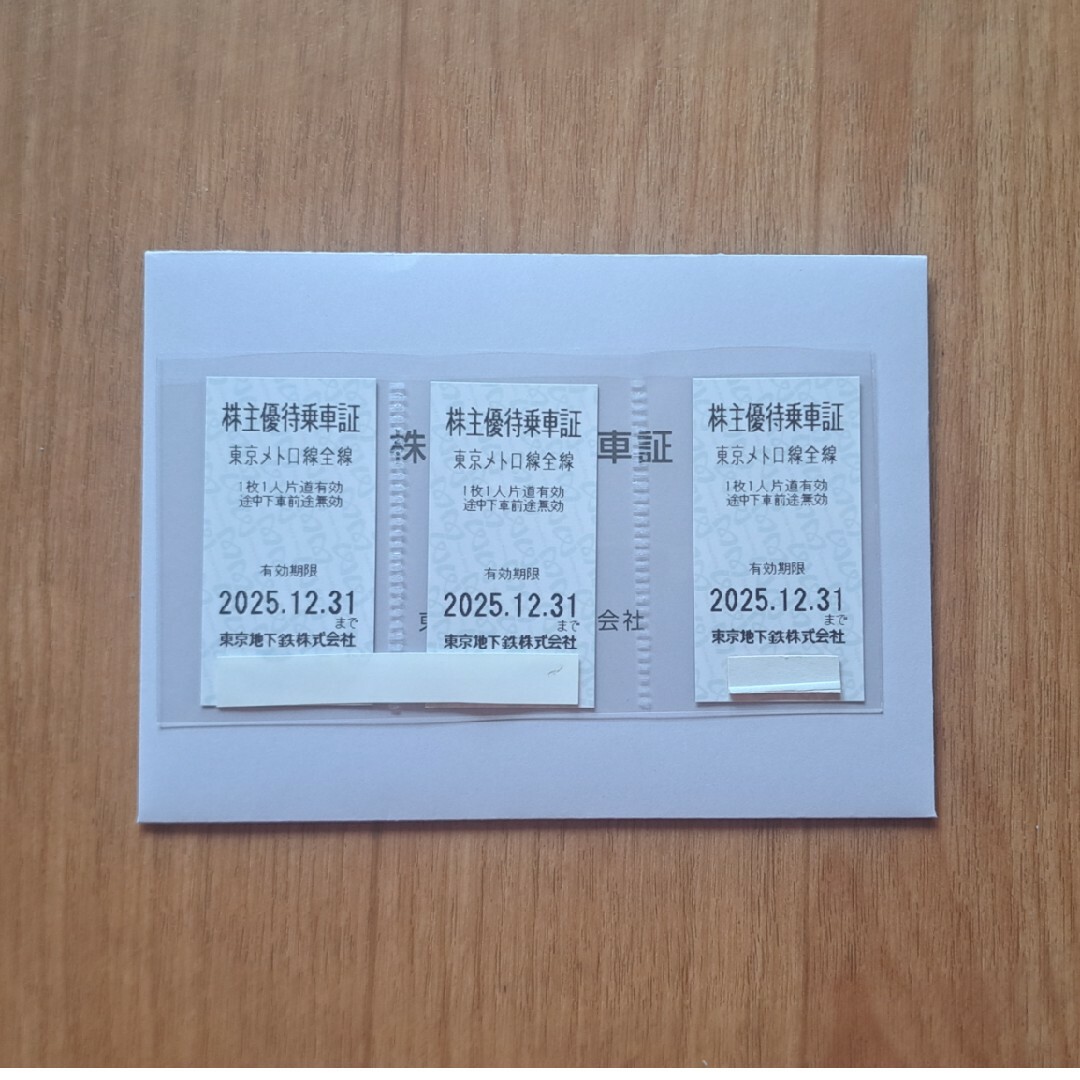 株主優待乗車証
東京メトロ線全線
1枚1人片道有効
途中下車前途無効
有効期限
2025.12.31
まで
東京地下鉄株式会社
株主優待乗車証
東京メトロ線全線
1枚1人片道有効
途中下車前途無効
有効期限
2025.12.31
まで
東京地下鉄株式会社
株主優待乗車証
東京メトロ線全線
1枚1人片道有効
途中下車前途無効
有効期限
2025.12.31
まで
東京地下鉄株式会社
株 車証
会社